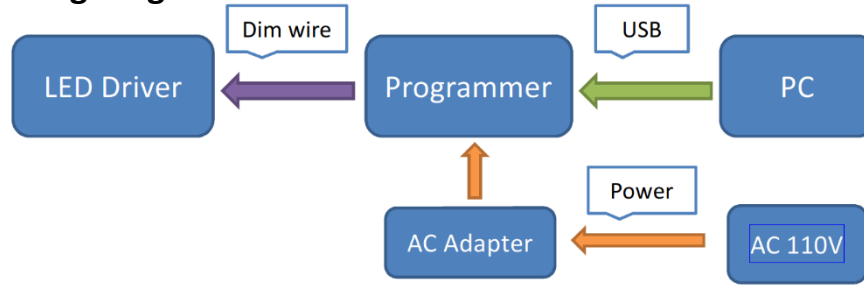 Dim wire
USB
LED Driver
Programmer
PC
Power
AC Adapter
AC 110V